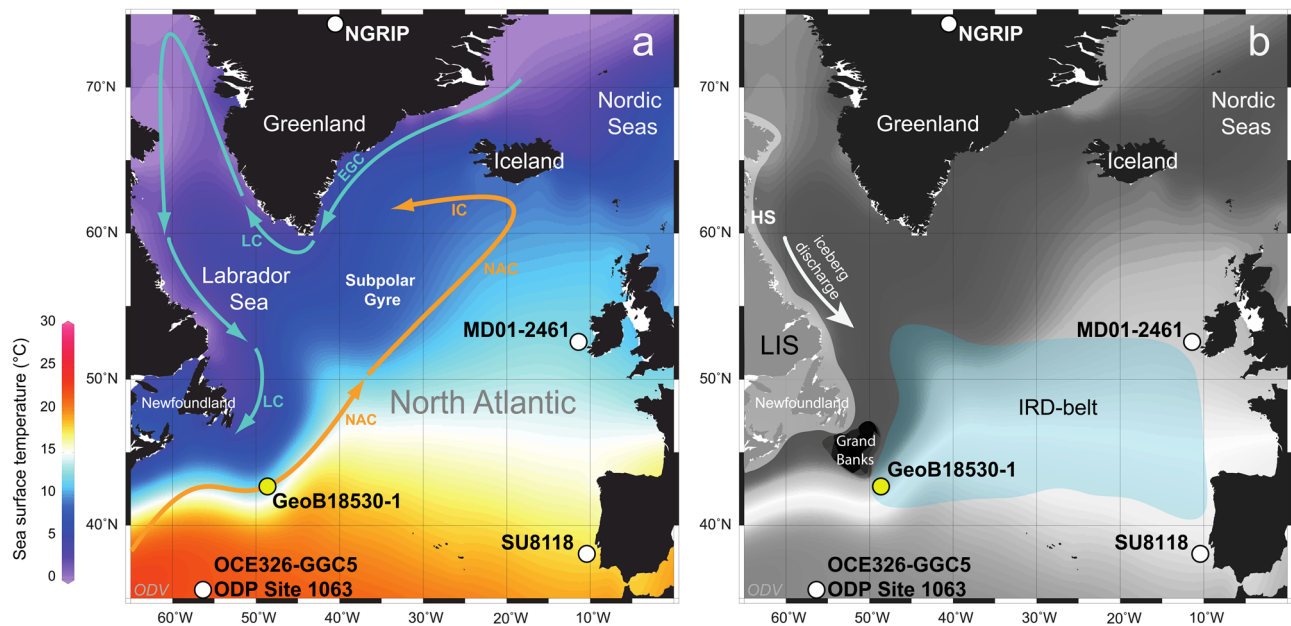 a
NGRIP
70°N
Greenland
Nordic
Seas
EGC
Iceland
IC
60°N
LC
Labrador
Sea
NAC
Subpolar
Gyre
MD01-2461
50°N
Newfoundland
LC
NAC
North Atlantic
GeoB18530-1
40°N
SU8118
OCE326-GGC5
ODP Site 1063
ODV
60°W
50°W
40°W
30°W
20°W
10°W
0°W
Sea surface temperature (°C)
30
25
20
15
10
5
0
b
NGRIP
70°N
Greenland
Nordic
Seas
Iceland
HS
60°N
iceberg
discharge
MD01-2461
LIS
50°N
Newfoundland
IRD-belt
Grand
Banks
GeoB18530-1
40°N
SU8118
OCE326-GGC5
ODP Site 1063
ODV
60°W
50°W
40°W
30°W
20°W
10°W
0°W